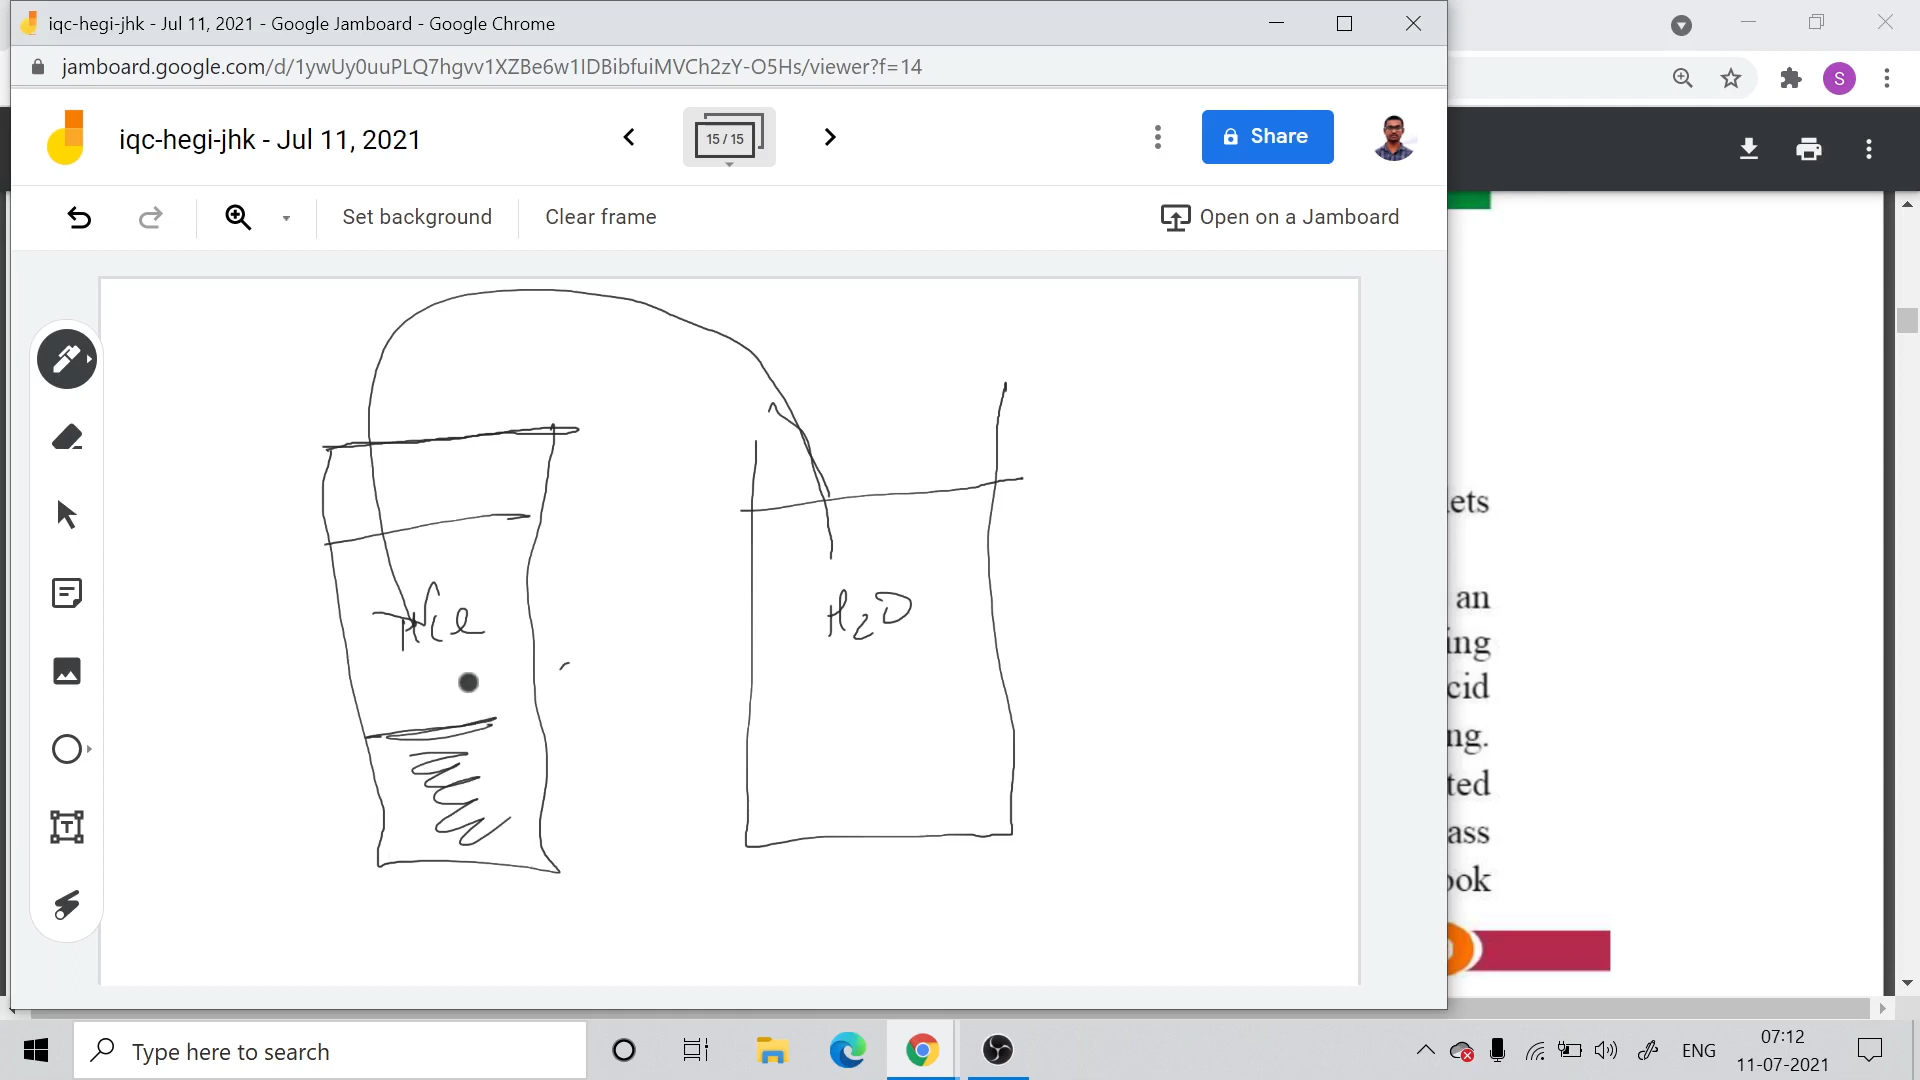 iqc-hegi-jhk - Jul 11, 2021 - Google Jamboard - Google Chrome
jamboard.google.com/d/1ywUy0uuPLQ7hgvv1XZBe6w1IDBibfuiMVCh2zY-O5Hs/viewer?f=14
S
iqc-hegi-jhk - Jul 11, 2021
15 / 15
Share
Set background
Clear frame
Open on a Jamboard
HCl
H2O
lets
an
ing
cid
ng.
ted
ass
ook
Type here to search
ENG
07:12
11-07-2021